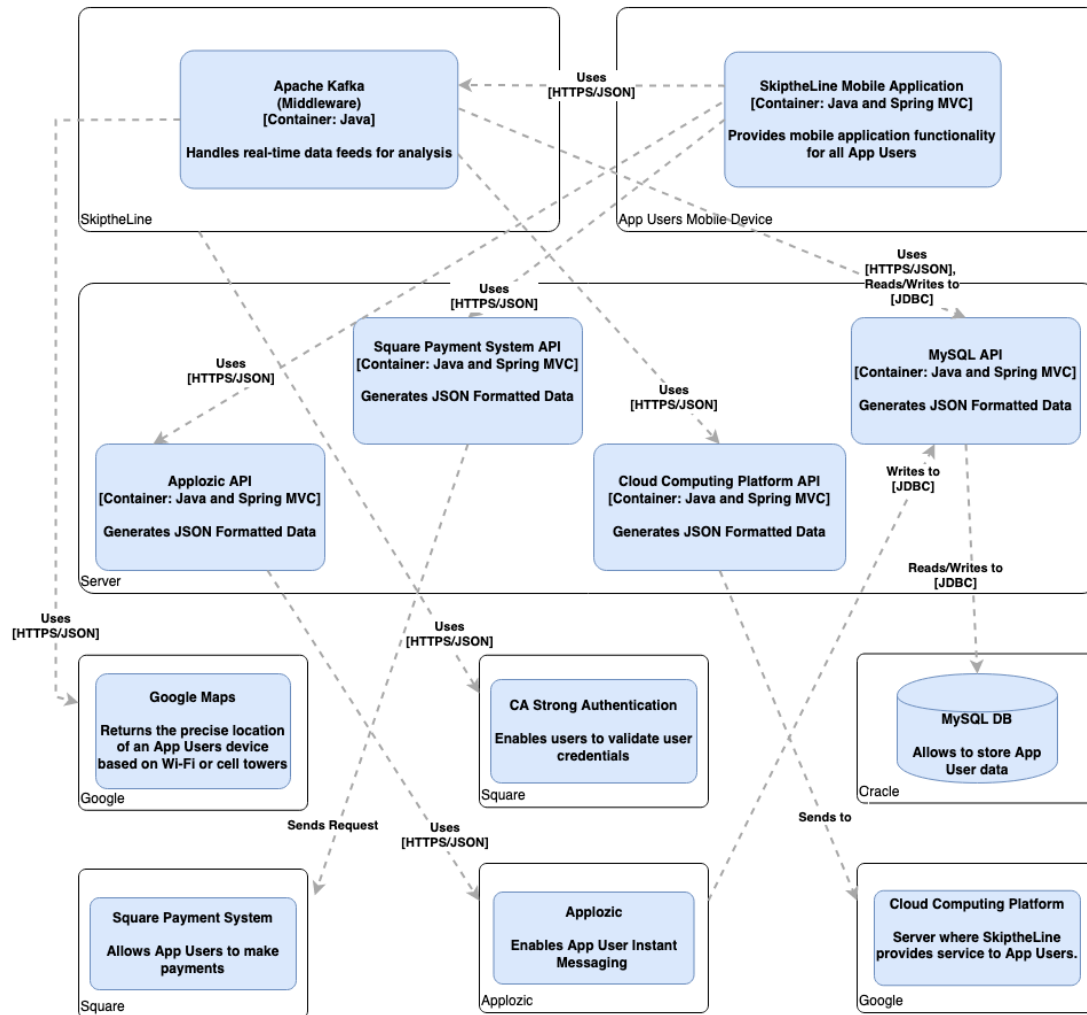 Apache Kafka
(Middleware)
[Container: Java]
Handles real-time data feeds for analysis
SkiptheLine
Uses
[HTTPS/JSON]
SkiptheLine Mobile Application
[Container: Java and Spring MVC]
Provides mobile application functionality
for all App Users
App Users Mobile Device
Uses
[HTTPS/JSON],
Reads/Writes to
[JDBC]
Uses
[HTTPS/JSON]
Square Payment System API
[Container: Java and Spring MVC]
Generates JSON Formatted Data
MySQL API
[Container: Java and Spring MVC]
Generates JSON Formatted Data
Uses
[HTTPS/JSON]
Uses
[HTTPS/JSON]
Applozic API
[Container: Java and Spring MVC]
Generates JSON Formatted Data
Cloud Computing Platform API
[Container: Java and Spring MVC]
Generates JSON Formatted Data
Writes to
[JDBC]
Server
Reads/Writes to
[JDBC]
Uses
[HTTPS/JSON]
Uses
[HTTPS/JSON]
Google Maps
Returns the precise location
of an App Users device
based on Wi-Fi or cell towers
Google
CA Strong Authentication
Enables users to validate user
credentials
Square
MySQL DB
Allows to store App
User data
Oracle
Sends Request
Uses
[HTTPS/JSON]
Sends to
Square Payment System
Allows App Users to make
payments
Square
Applozic
Enables App User Instant
Messaging
Applozic
Cloud Computing Platform
Server where SkiptheLine
provides service to App Users.
Google